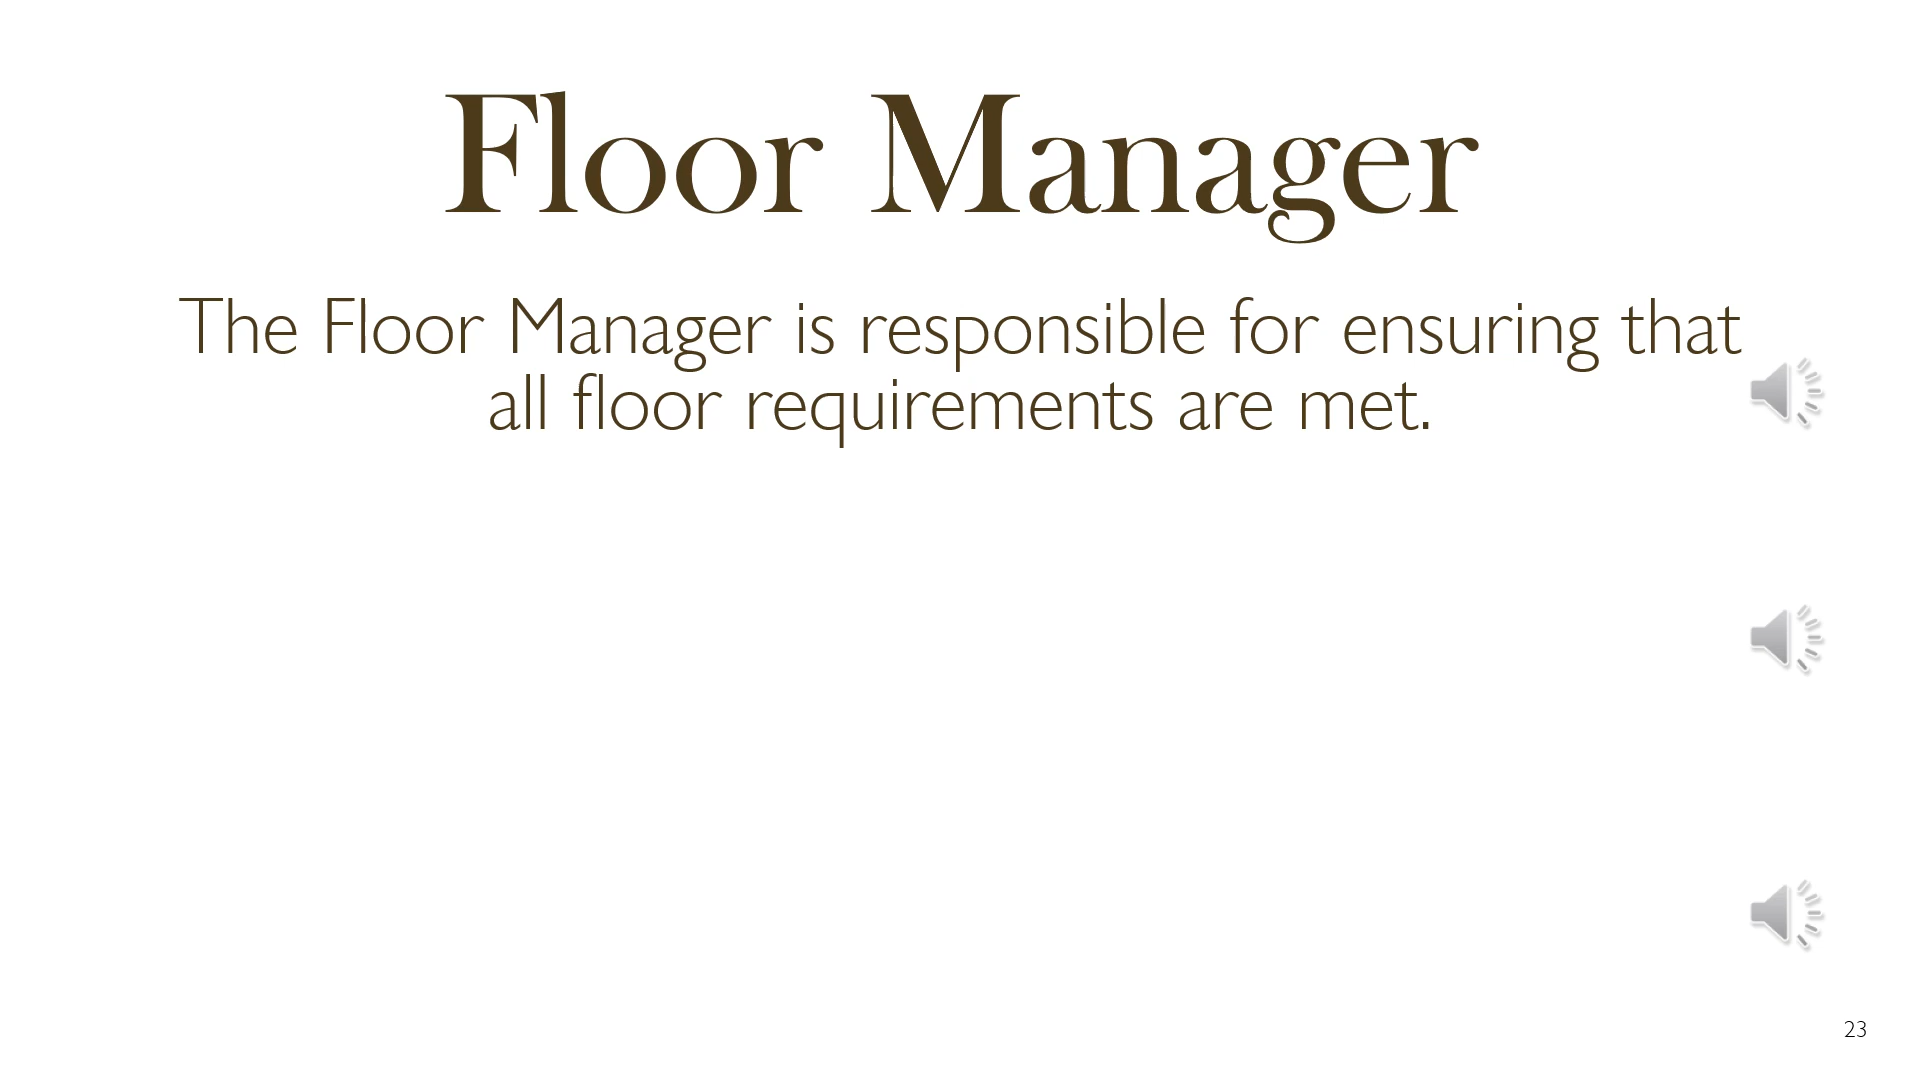 Floor Manager
The Floor Manager is responsible for ensuring that
all floor requirements are met.
23